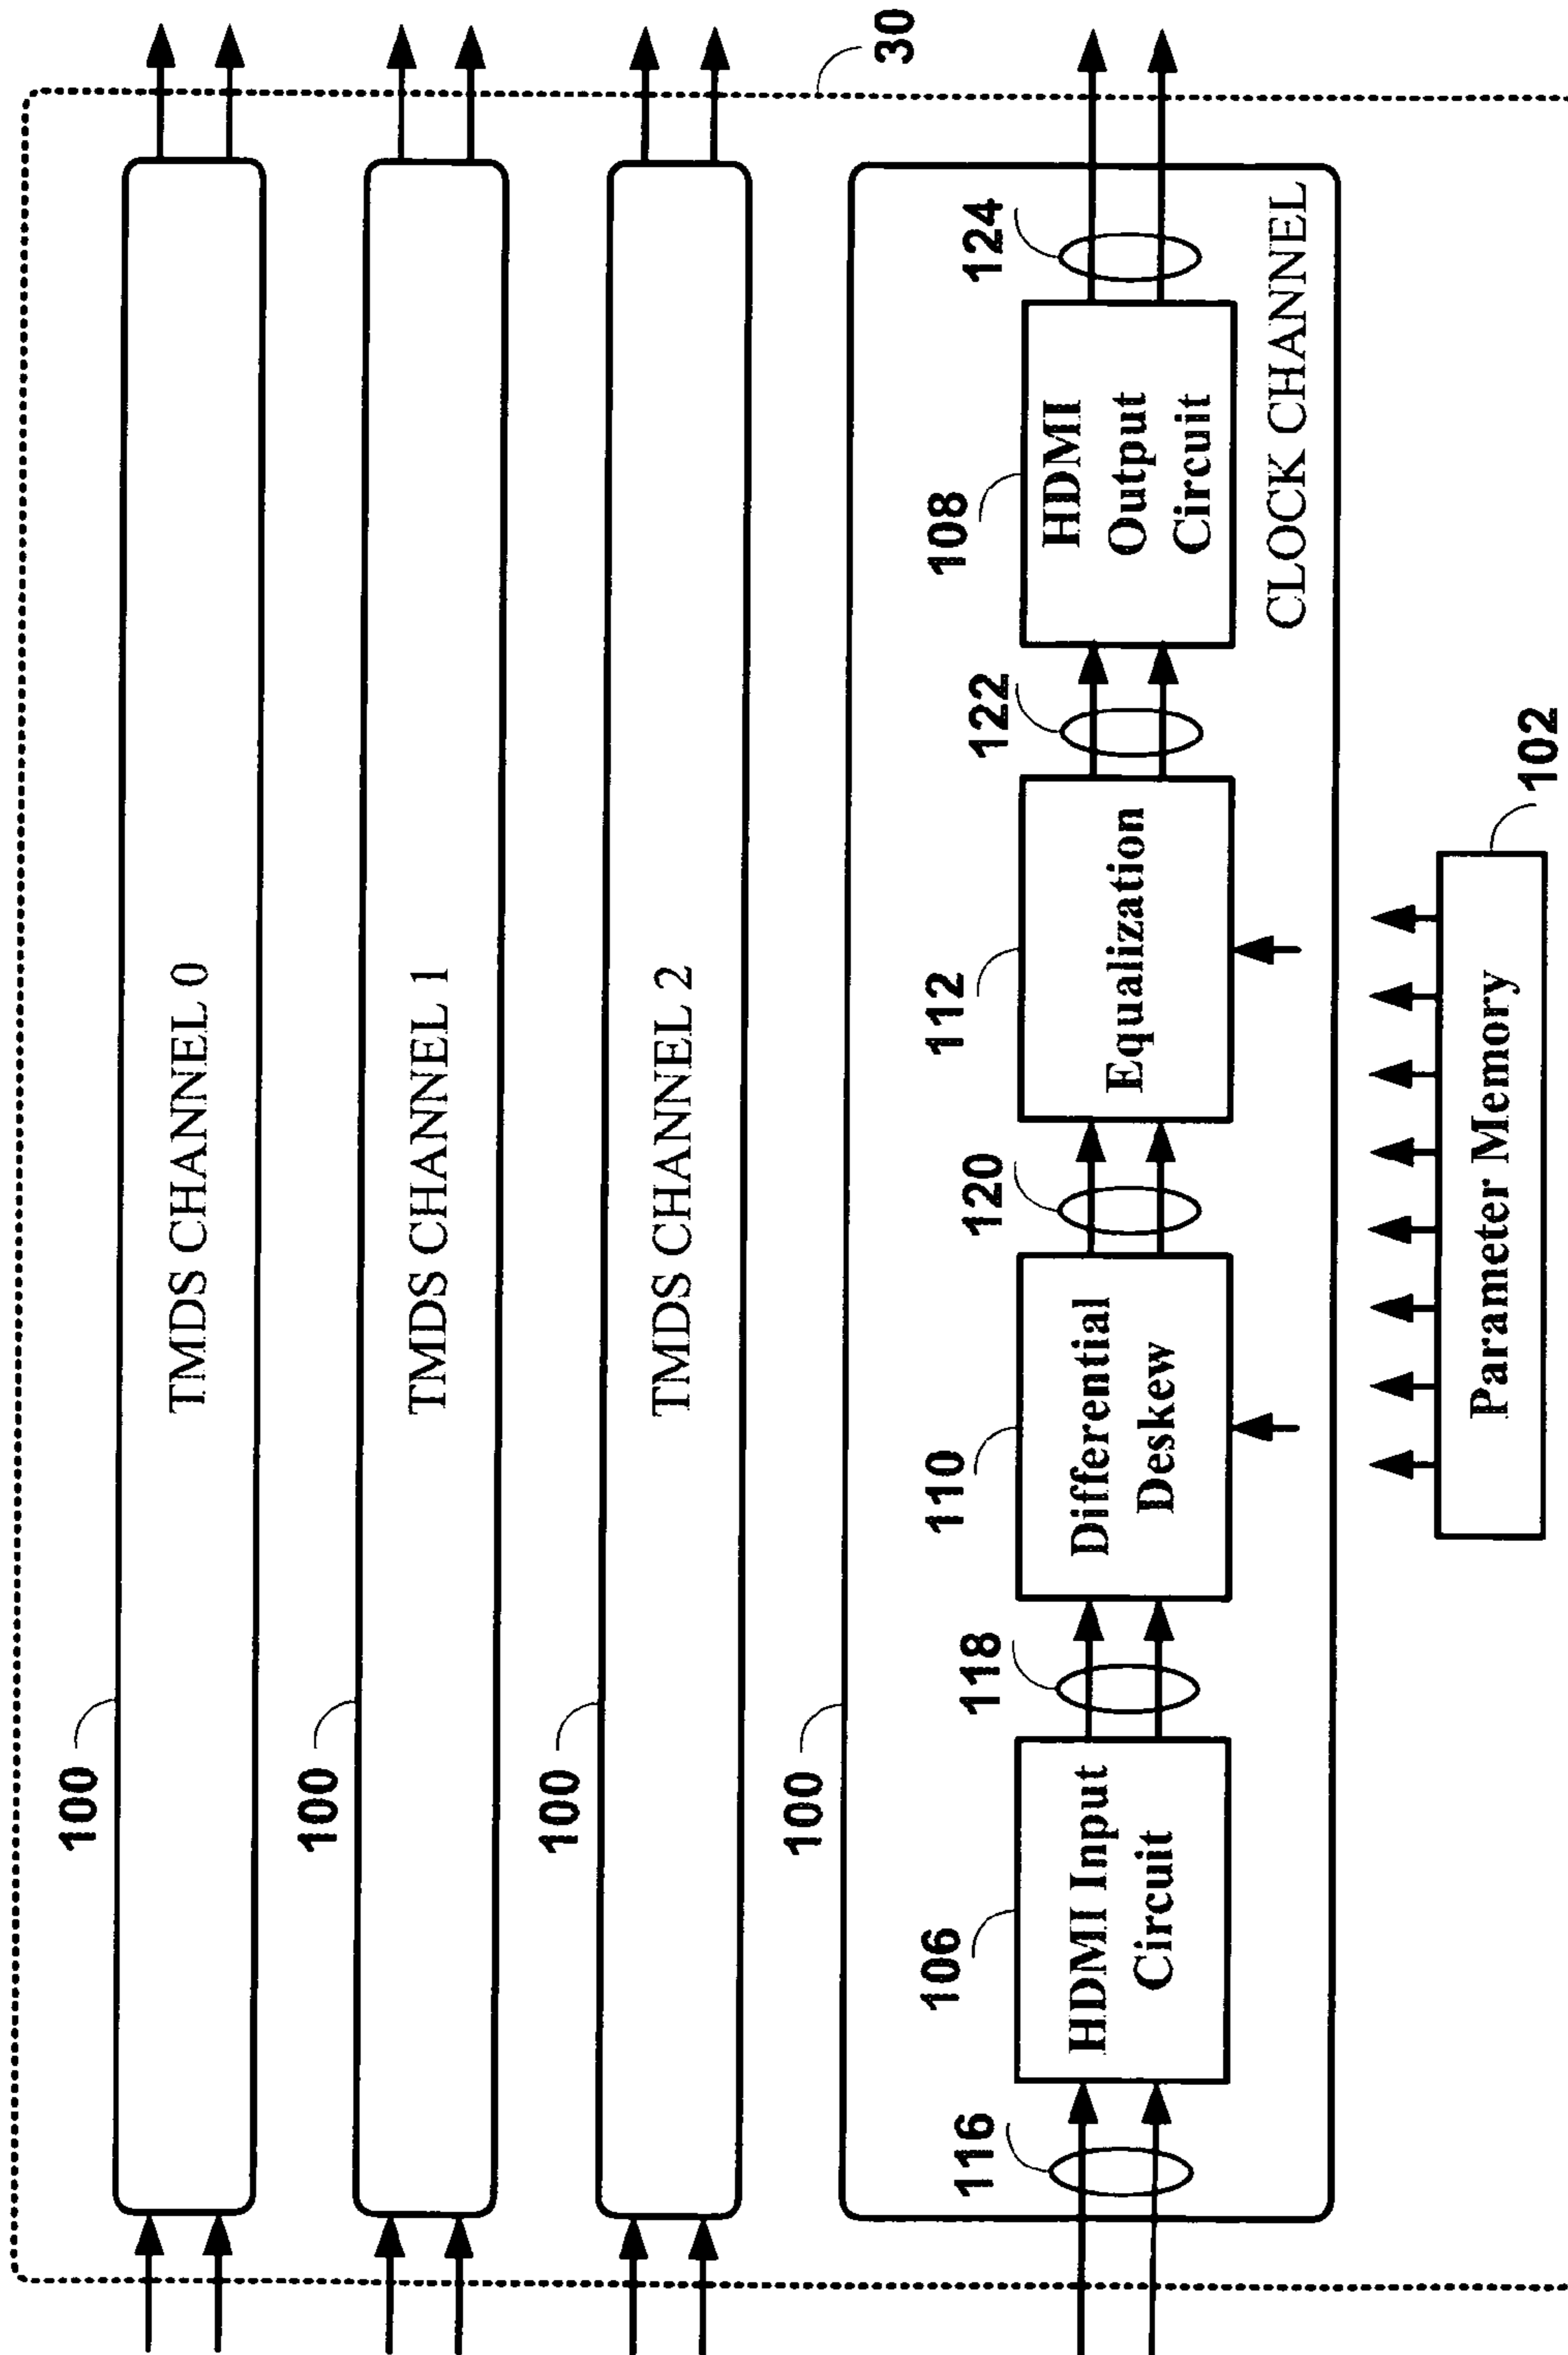 30
100
TMDS CHANNEL 0
100
TMDS CHANNEL 1
100
TMDS CHANNEL 2
100
116
106
HDMI Input
Circuit
118
110
Differential
Deskew
120
112
Equalization
122
108
HDMI
Output
Circuit
124
CLOCK CHANNEL
102
Parameter Memory